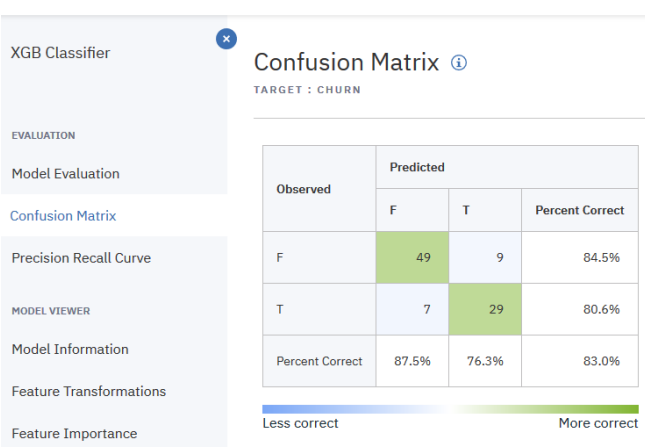 XGB Classifier
EVALUATION
Model Evaluation
Confusion Matrix
Precision Recall Curve
MODEL VIEWER
Model Information
Feature Transformations
Feature Importance
Confusion Matrix
TARGET : CHURN
Observed
Predicted
F T Percent Correct
F 49 9 84.5%
T 7 29 80.6%
Percent Correct 87.5% 76.3% 83.0%
Less correct More correct